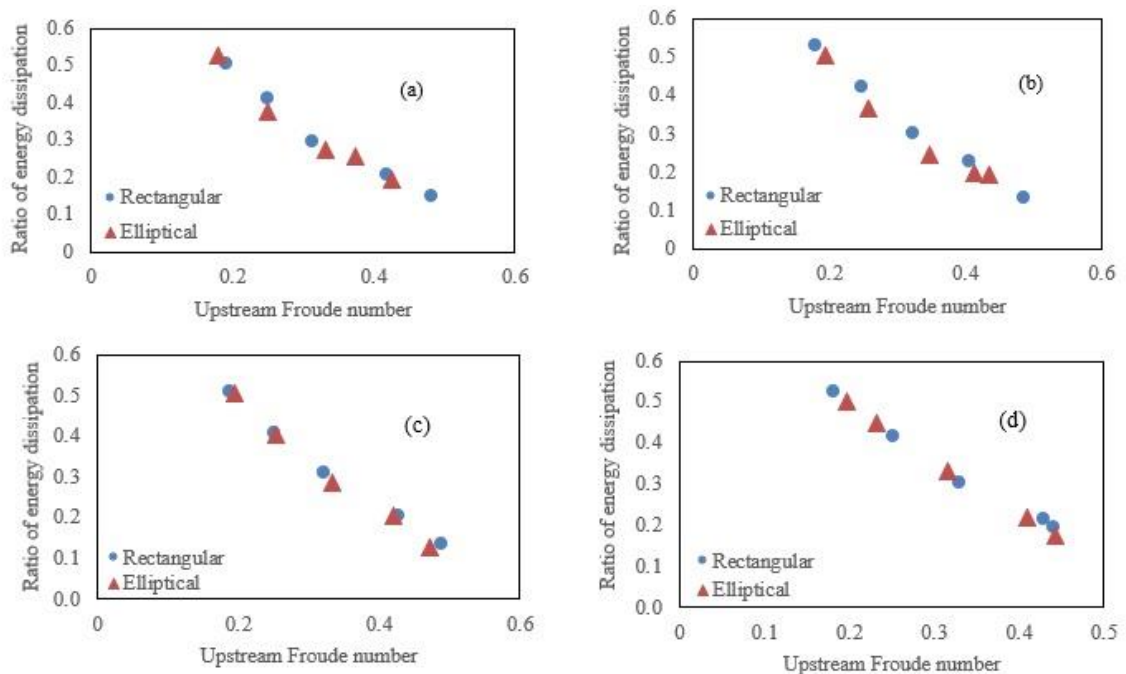 Ratio of energy dissipation
0.6
0.5
0.4
0.3
0.2
0.1
0
(a)
Rectangular
Elliptical
0 0.2 0.4 0.6
Upstream Froude number
Ratio of energy dissipation
0.6
0.5
0.4
0.3
0.2
0.1
0
(b)
Rectangular
Elliptical
0 0.2 0.4 0.6
Upstream Froude number
Ratio of energy dissipation
0.6
0.5
0.4
0.3
0.2
0.1
0.0
(c)
Rectangular
Elliptical
0 0.2 0.4 0.6
Upstream Froude number
Ratio of energy dissipation
0.6
0.5
0.4
0.3
0.2
0.1
0.0
(d)
Rectangular
Elliptical
0 0.1 0.2 0.3 0.4 0.5
Upstream Froude number